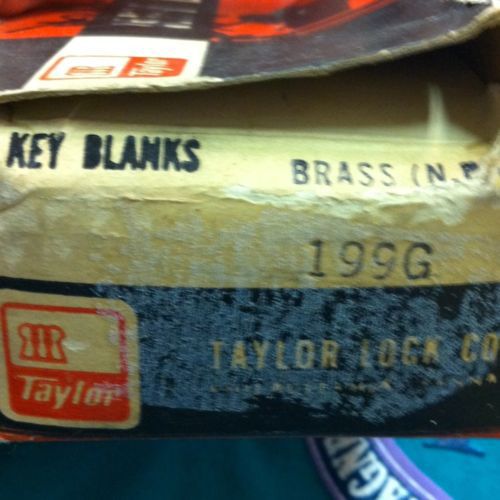 Taylor
KEY BLANKS
BRASS (N.P.
199G
Taylor
TAYLOR LOCK CO